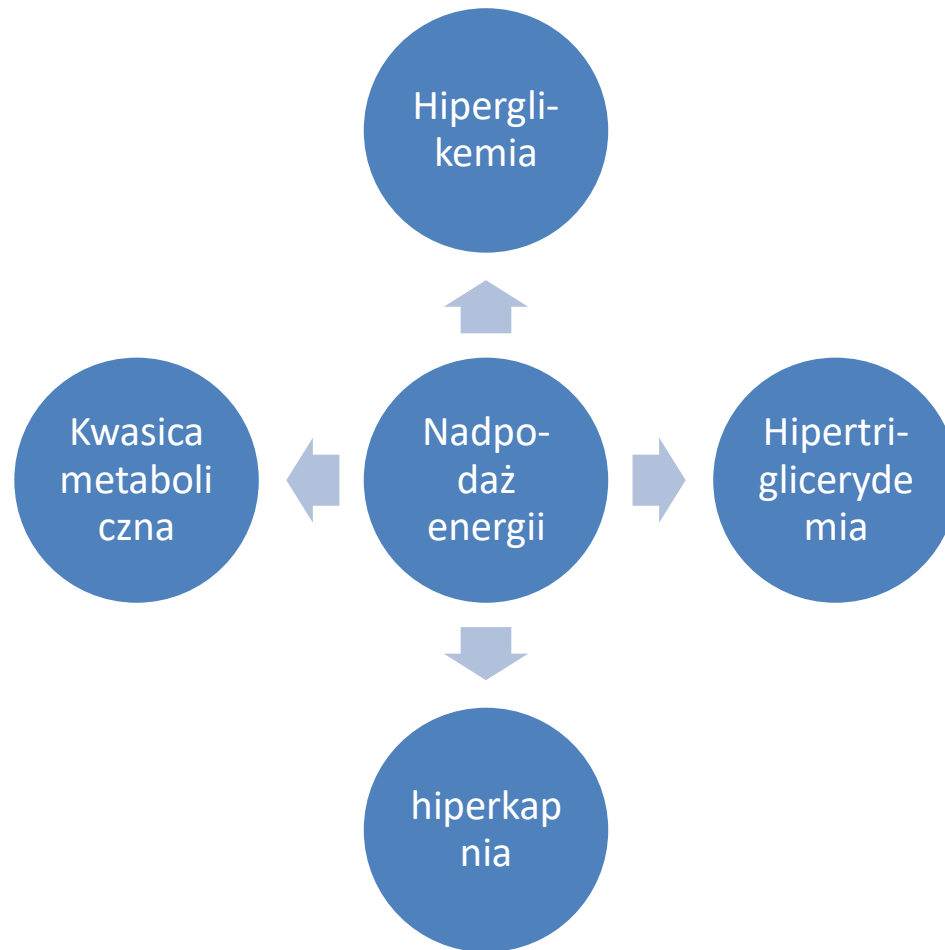 Hipergli-
kemia
Kwasica
metaboli
czna
Nadpo-
daż
energii
Hipertri-
gliceryde
mia
hiperkap
nia